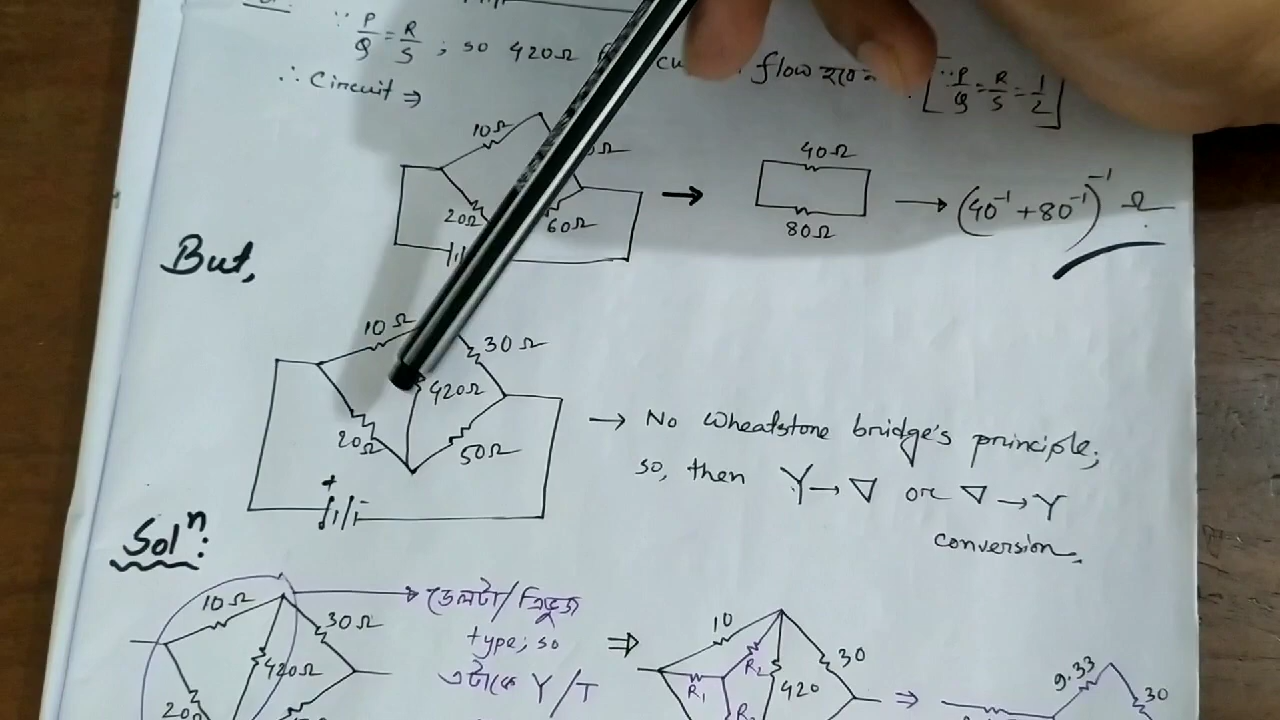 ∵ P/Q = R/S ; so 420Ω
flow
[∵ P/Q = R/S = 1/2]
∴ Circuit ⇒
10Ω
20Ω
60Ω
→
40Ω
80Ω
→ (40⁻¹ + 80⁻¹)⁻¹ Ω
But,
10Ω
30Ω
420Ω
20Ω
50Ω
+
→ No wheatstone bridge's principle;
so, then Y→∇ or ∇→Y
conversion.
Solⁿ:
10Ω
30Ω
420Ω
20Ω
ডেলটা/ত্রিভুজ
type; so
এটাকে Y/T
⇒
10
30
R₁
R₂
420
⇒
9.33
30